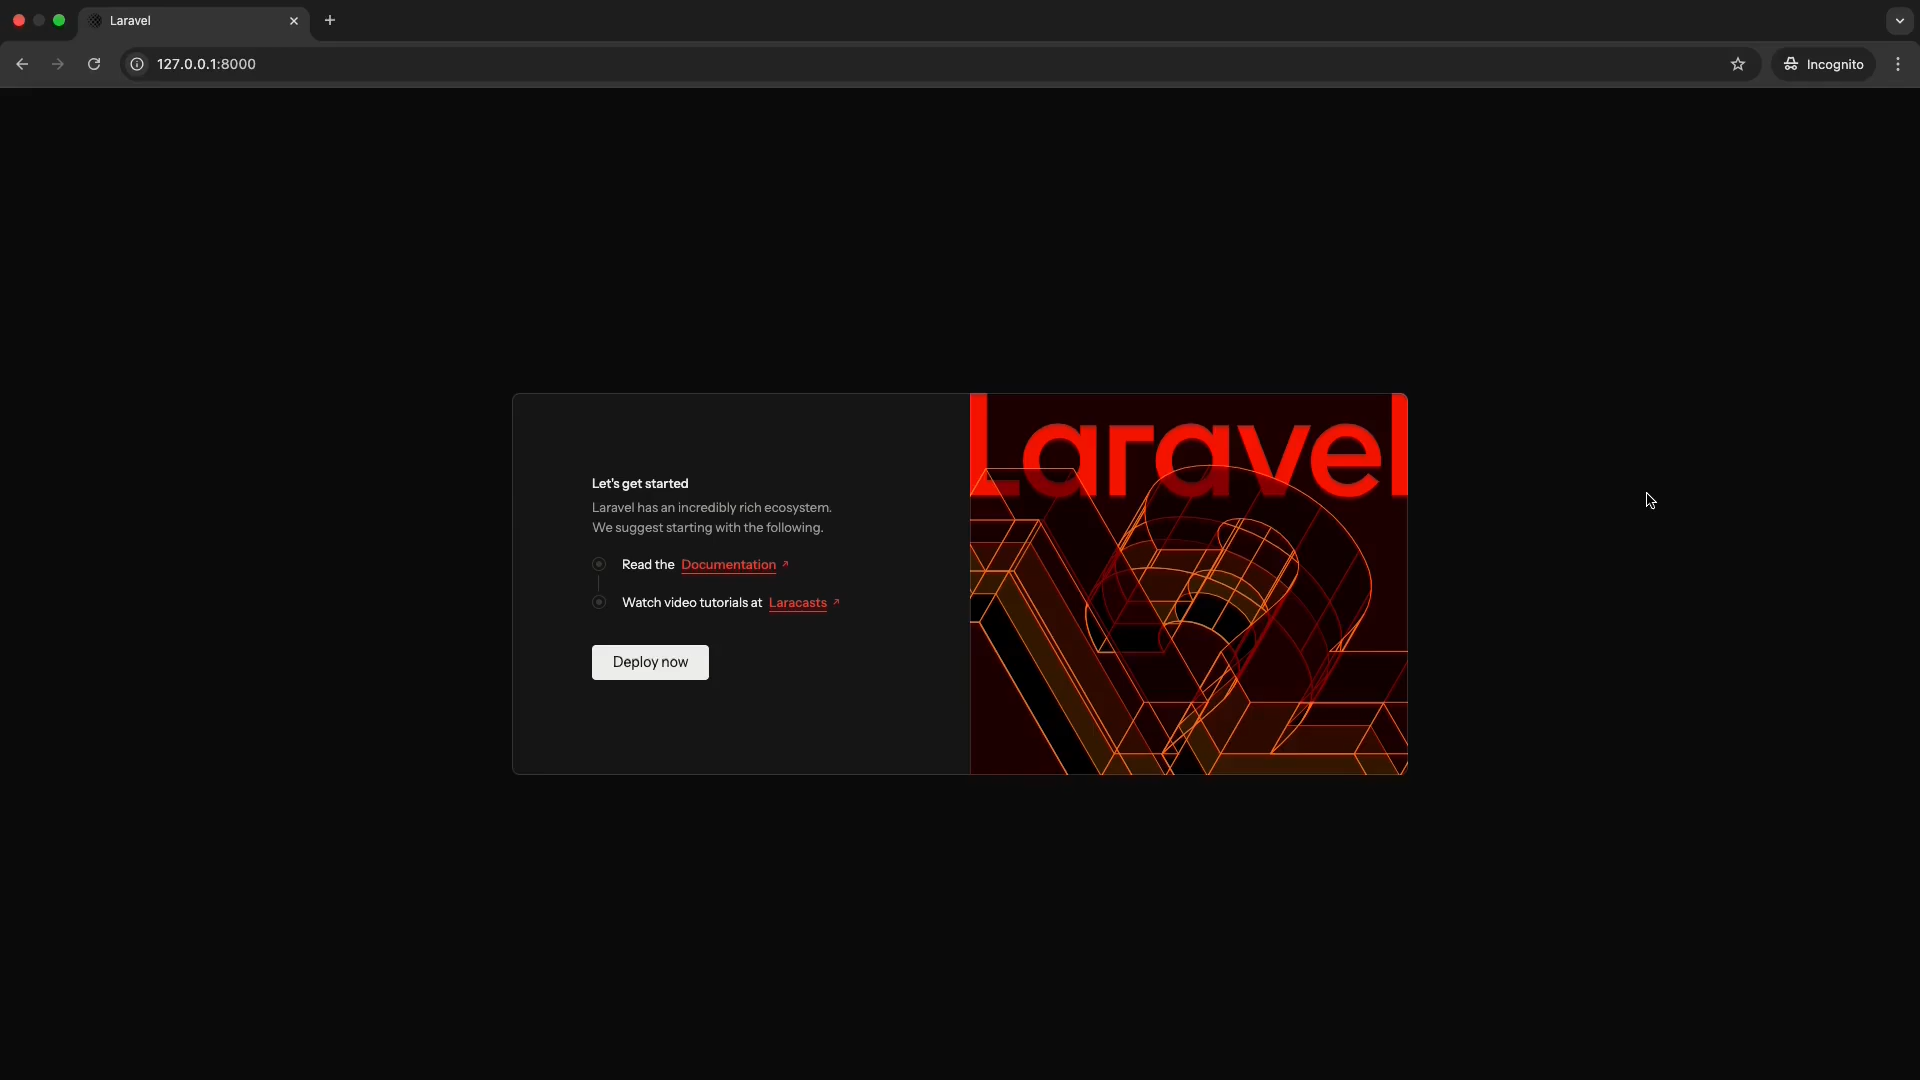 Laravel
127.0.0.1:8000
Incognito
Let's get started
Laravel has an incredibly rich ecosystem.
We suggest starting with the following.
Read the Documentation
Watch video tutorials at Laracasts
Deploy now
Laravel